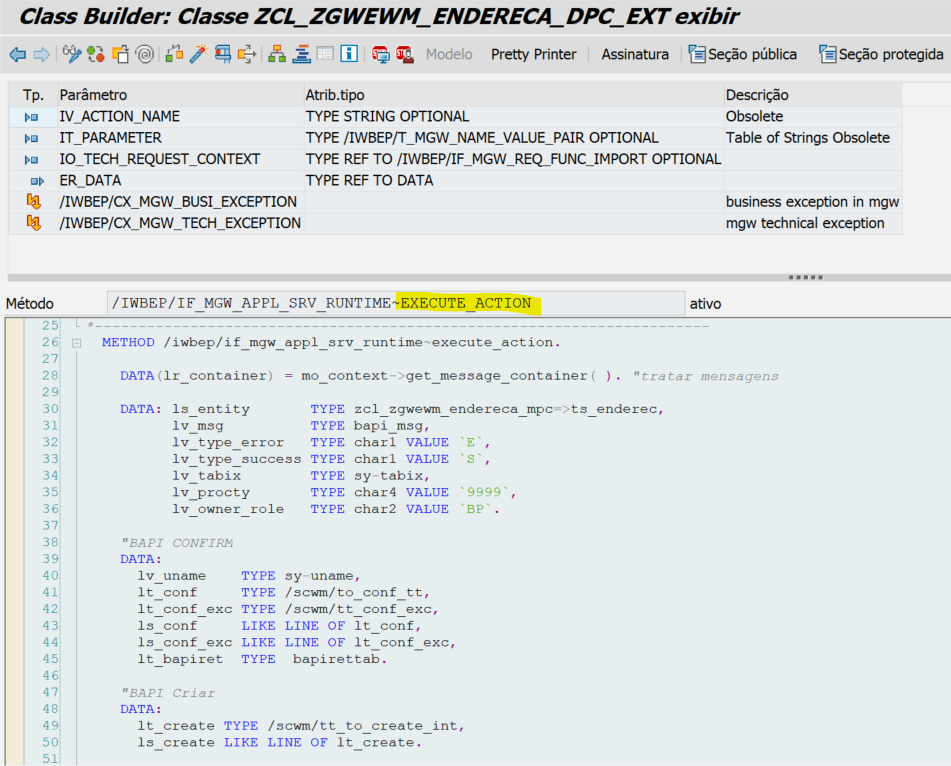 Class Builder: Classe ZCL_ZGWEWM_ENDERECA_DPC_EXT exibir
Modelo Pretty Printer Assinatura Seção pública Seção protegida
Tp. Parâmetro Atrib.tipo Descrição
IV_ACTION_NAME TYPE STRING OPTIONAL Obsolete
IT_PARAMETER TYPE /IWBEP/T_MGW_NAME_VALUE_PAIR OPTIONAL Table of Strings Obsolete
IO_TECH_REQUEST_CONTEXT TYPE REF TO /IWBEP/IF_MGW_REQ_FUNC_IMPORT OPTIONAL
ER_DATA TYPE REF TO DATA
/IWBEP/CX_MGW_BUSI_EXCEPTION business exception in mgw
/IWBEP/CX_MGW_TECH_EXCEPTION mgw technical exception
Método /IWBEP/IF_MGW_APPL_SRV_RUNTIME~EXECUTE_ACTION ativo
25 *----------------------------------------------------------------------
26 METHOD /iwbep/if_mgw_appl_srv_runtime~execute_action.
27
28 DATA(lr_container) = mo_context->get_message_container( ). "tratar mensagens
29
30 DATA: ls_entity TYPE zcl_zgwewm_endereca_mpc=>ts_enderec,
31 lv_msg TYPE bapi_msg,
32 lv_type_error TYPE char1 VALUE `E`,
33 lv_type_success TYPE char1 VALUE `S`,
34 lv_tabix TYPE sy-tabix,
35 lv_procty TYPE char4 VALUE `9999`,
36 lv_owner_role TYPE char2 VALUE `BP`.
37
38 "BAPI CONFIRM
39 DATA:
40 lv_uname TYPE sy-uname,
41 lt_conf TYPE /scwm/to_conf_tt,
42 lt_conf_exc TYPE /scwm/tt_conf_exc,
43 ls_conf LIKE LINE OF lt_conf,
44 ls_conf_exc LIKE LINE OF lt_conf_exc,
45 lt_bapiret TYPE bapirettab.
46
47 "BAPI Criar
48 DATA:
49 lt_create TYPE /scwm/tt_to_create_int,
50 ls_create LIKE LINE OF lt_create.
51